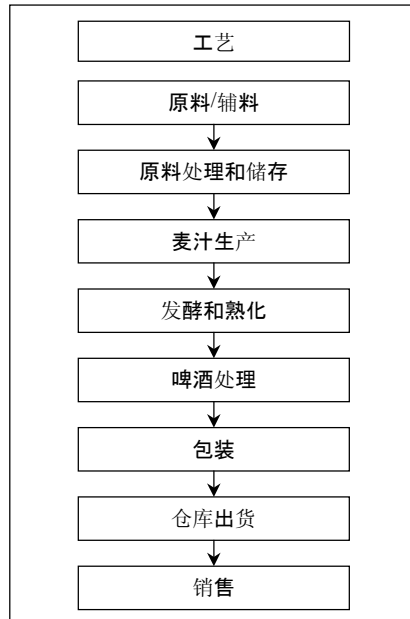 工艺
原料/辅料
原料处理和储存
麦汁生产
发酵和熟化
啤酒处理
包装
仓库出货
销售